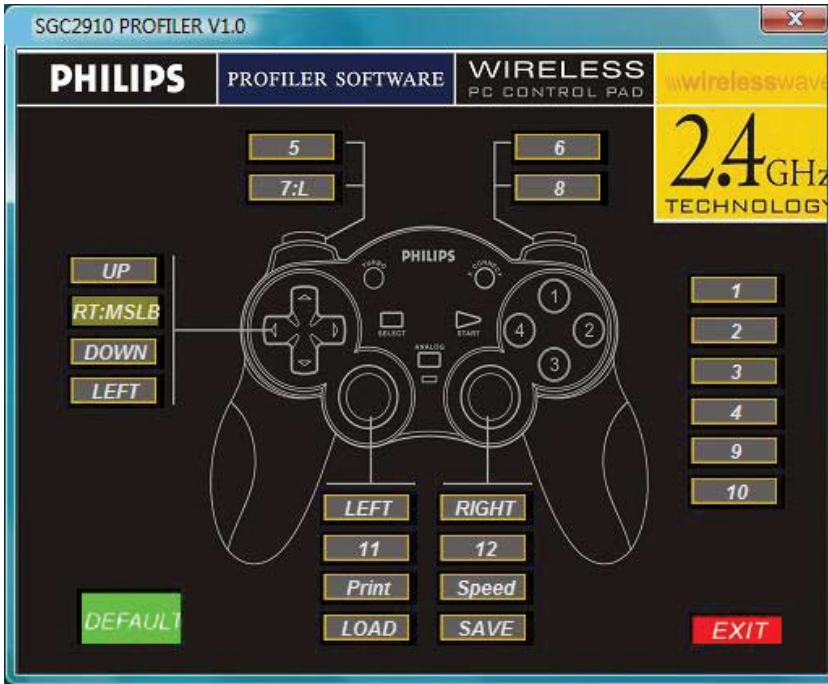 SGC2910 PROFILER V1.0
PHILIPS
PROFILER SOFTWARE
WIRELESS
PC CONTROL PAD
wirelesswave
2.4GHz
TECHNOLOGY
5
7:L
6
8
UP
RT:MSLB
DOWN
LEFT
PHILIPS
TURBO
CONNECT
SELECT
START
ANALOG
1
2
3
4
1
2
3
4
9
10
LEFT
11
Print
LOAD
RIGHT
12
Speed
SAVE
DEFAULT
EXIT